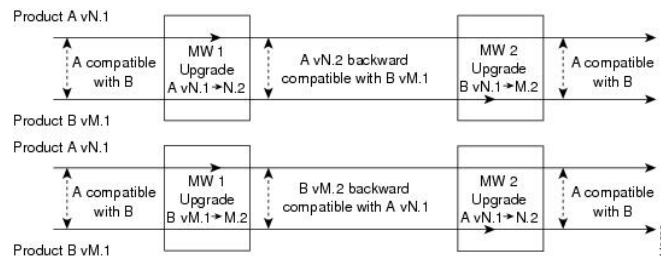 Product A vN.1
A compatible
with B
MW 1
Upgrade
A vN.1→N.2
A vN.2 backward
compatible with B vM.1
MW 2
Upgrade
B vN.1→M.2
A compatible
with B
Product B vM.1
Product A vN.1
A compatible
with B
MW 1
Upgrade
B vM.1→M.2
B vM.2 backward
compatible with A vN.1
MW 2
Upgrade
A vN.1→N.2
A compatible
with B
Product B vM.1